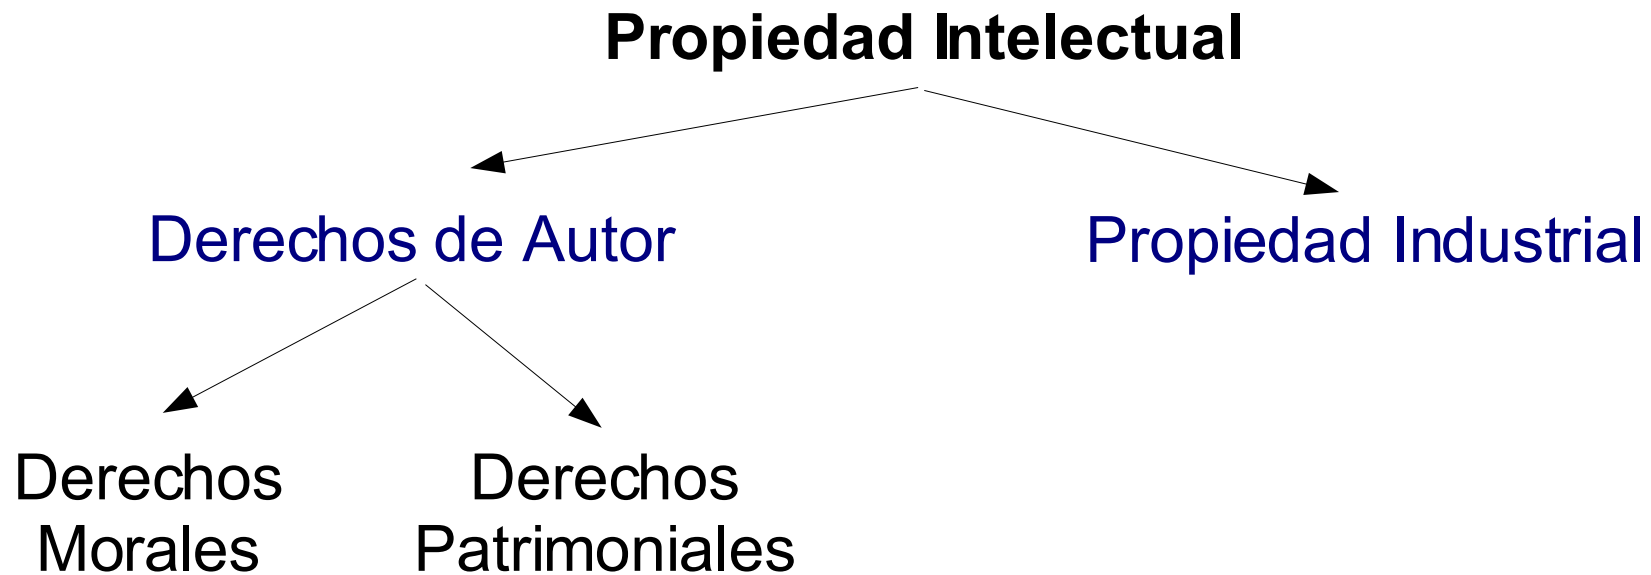 Propiedad Intelectual
Derechos de Autor
Propiedad Industrial
Derechos
Morales
Derechos
Patrimoniales